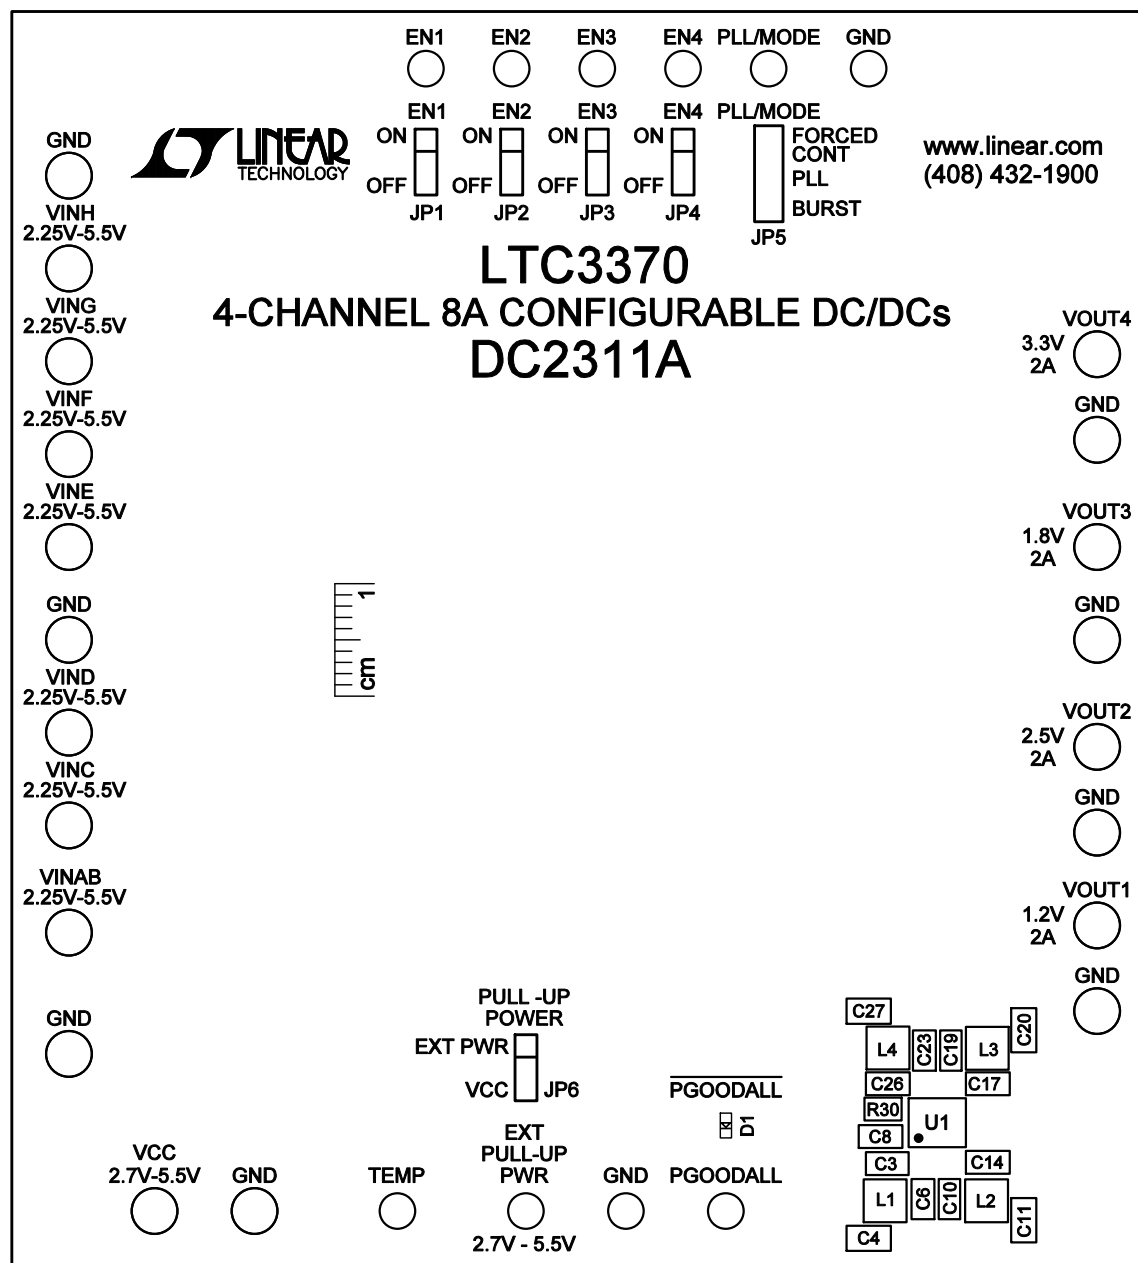 EN1 EN2 EN3 EN4 PLL/MODE GND
EN1 EN2 EN3 EN4 PLL/MODE
ON ON ON ON FORCED
CONT
PLL
OFF OFF OFF OFF BURST
JP1 JP2 JP3 JP4 JP5
LINEAR
TECHNOLOGY
www.linear.com
(408) 432-1900
LTC3370
4-CHANNEL 8A CONFIGURABLE DC/DCs
DC2311A
GND
VINH
2.25V-5.5V
VING
2.25V-5.5V
VINF
2.25V-5.5V
VINE
2.25V-5.5V
GND
VIND
2.25V-5.5V
VINC
2.25V-5.5V
VINAB
2.25V-5.5V
GND
1
cm
VOUT4
3.3V
2A
GND
VOUT3
1.8V
2A
GND
VOUT2
2.5V
2A
GND
VOUT1
1.2V
2A
GND
PULL -UP
POWER
EXT PWR
VCC JP6
PGOODALL
D1
VCC
2.7V-5.5V
GND
TEMP
EXT
PULL-UP
PWR
2.7V - 5.5V
GND
PGOODALL
C27 C20
L4 C23 C19 L3
C26 C17
R30 U1
C8
C3 C14
L1 C6 C10 L2
C4 C11